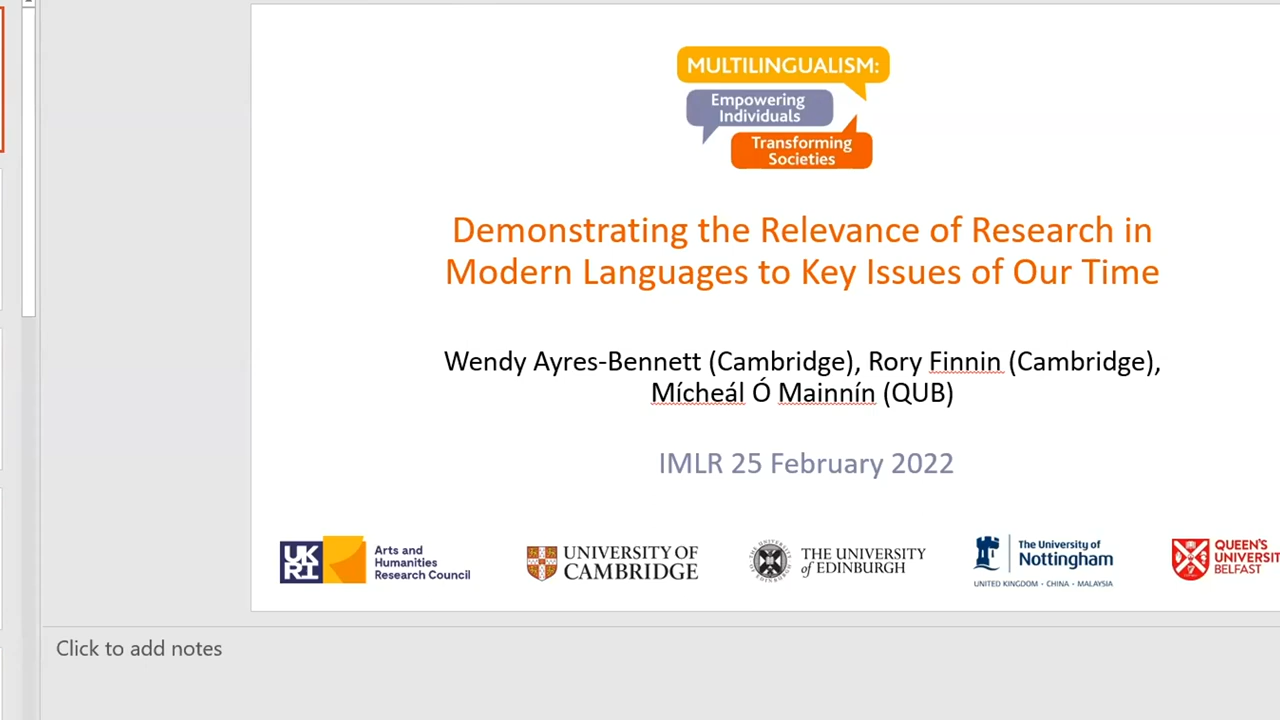 MULTILINGUALISM:
Empowering
Individuals
Transforming
Societies
Demonstrating the Relevance of Research in
Modern Languages to Key Issues of Our Time
Wendy Ayres-Bennett (Cambridge), Rory Finnin (Cambridge),
Mícheál Ó Mainnín (QUB)
IMLR 25 February 2022
UK
RI
Arts and
Humanities
Research Council
UNIVERSITY OF
CAMBRIDGE
THE UNIVERSITY
of EDINBURGH
The University of
Nottingham
UNITED KINGDOM · CHINA · MALAYSIA
QUEEN'S
UNIVERSIT
BELFAST
Click to add notes